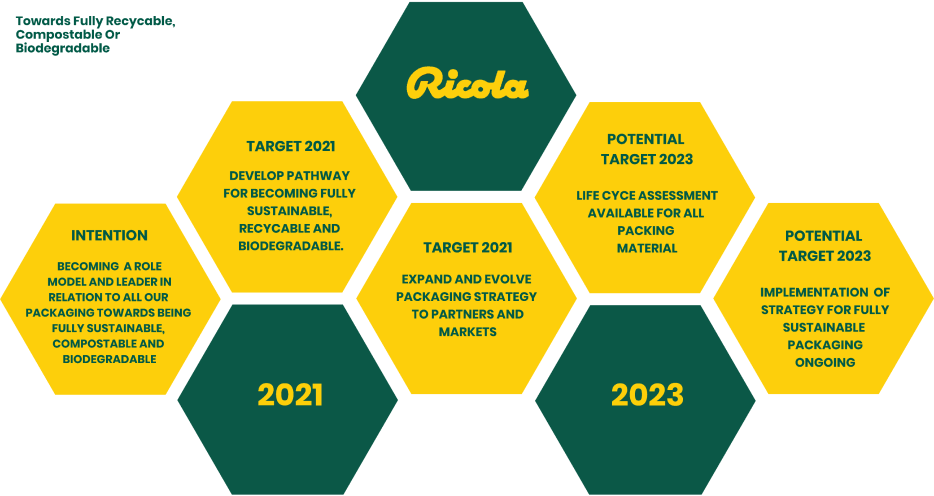 Towards Fully Recycable,
Compostable Or
Biodegradable
Ricola
TARGET 2021
DEVELOP PATHWAY
FOR BECOMING FULLY
SUSTAINABLE,
RECYCABLE AND
BIODEGRADABLE.
POTENTIAL
TARGET 2023
LIFE CYCE ASSESSMENT
AVAILABLE FOR ALL
PACKING
MATERIAL
INTENTION
BECOMING A ROLE
MODEL AND LEADER IN
RELATION TO ALL OUR
PACKAGING TOWARDS BEING
FULLY SUSTAINABLE,
COMPOSTABLE AND
BIODEGRADABLE
TARGET 2021
EXPAND AND EVOLVE
PACKAGING STRATEGY
TO PARTNERS AND
MARKETS
POTENTIAL
TARGET 2023
IMPLEMENTATION OF
STRATEGY FOR FULLY
SUSTAINABLE
PACKAGING
ONGOING
2021
2023